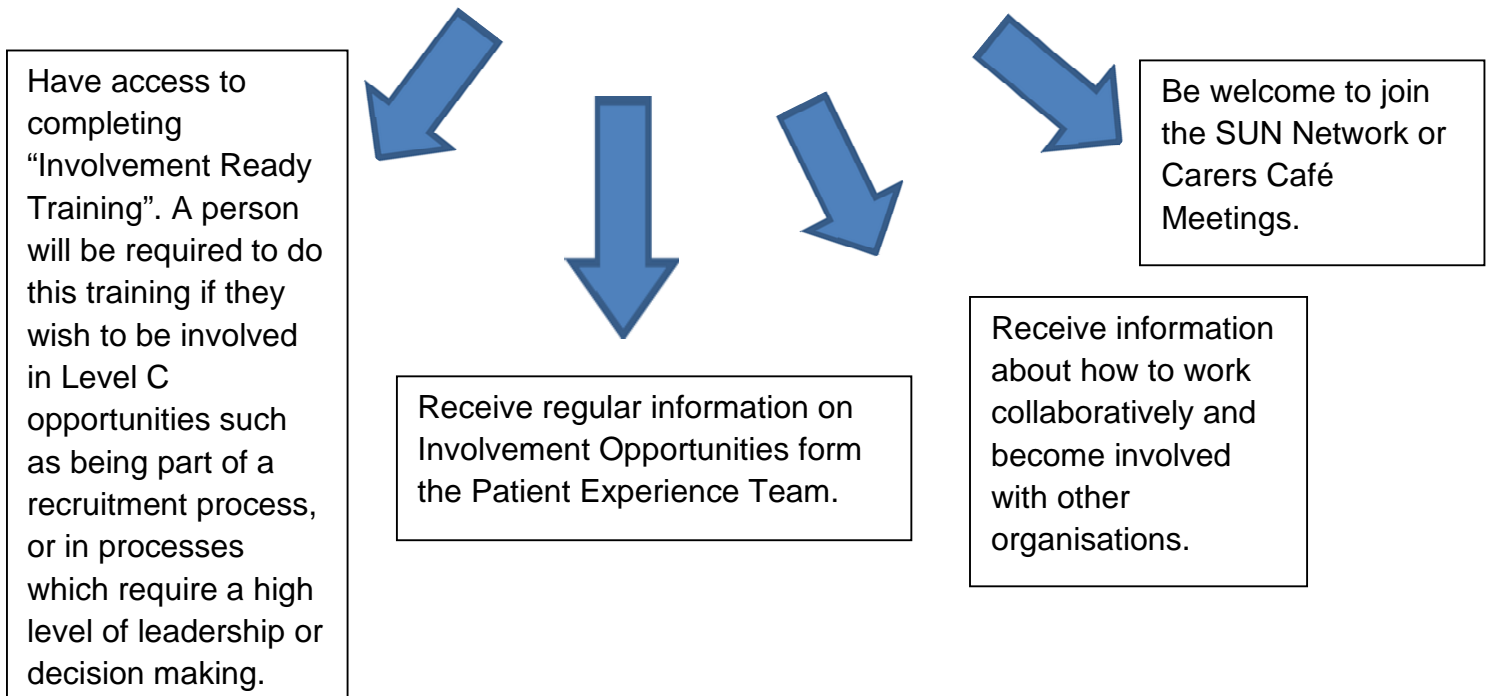 Have access to
completing
“Involvement Ready
Training”. A person
will be required to do
this training if they
wish to be involved
in Level C
opportunities such
as being part of a
recruitment process,
or in processes
which require a high
level of leadership or
decision making.
Receive regular information on
Involvement Opportunities form
the Patient Experience Team.
Receive information
about how to work
collaboratively and
become involved
with other
organisations.
Be welcome to join
the SUN Network or
Carers Café
Meetings.